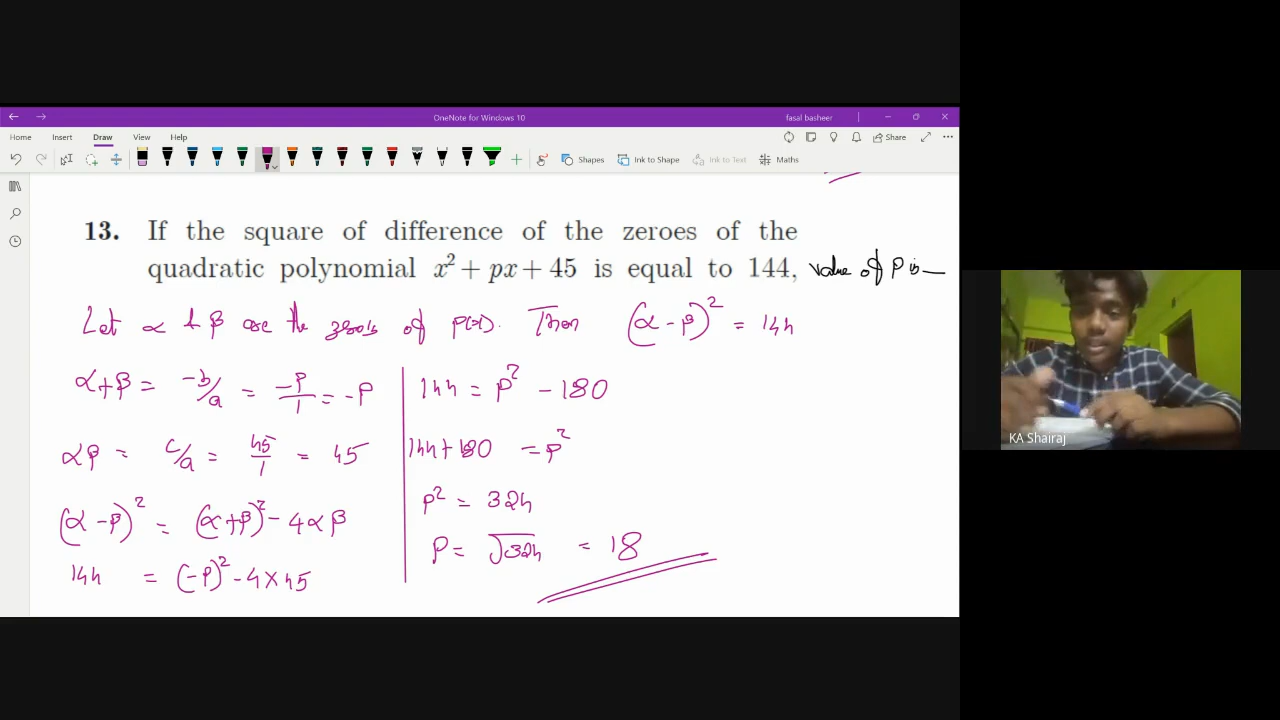 OneNote for Windows 10
fasal basheer
Home Insert Draw View Help
Share
Shapes Ink to Shape Ink to Text Maths
13. If the square of difference of the zeroes of the
quadratic polynomial x² + px + 45 is equal to 144, value of P is —
Let α & β are the zeros of p(x). Then (α - β)² = 144
α+β = -b/a = -P/1 = -P
αβ = c/a = 45/1 = 45
(α - β)² = (α+β)² - 4αβ
144 = (-P)² - 4×45
144 = P² - 180
144+180 = P²
P² = 324
P = √324 = 18
KA Shairaj